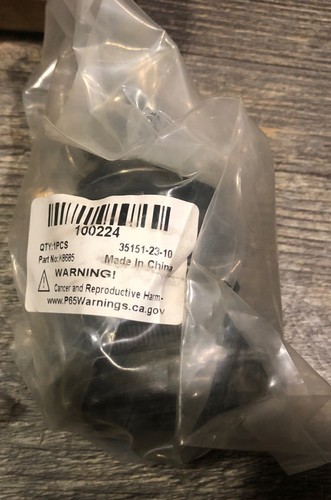 100224
QTY:1PCS 35151-23-10
Part No:K8685 Made in China
WARNING!
Cancer and Reproductive Harm-
www.P65Warnings.ca.gov